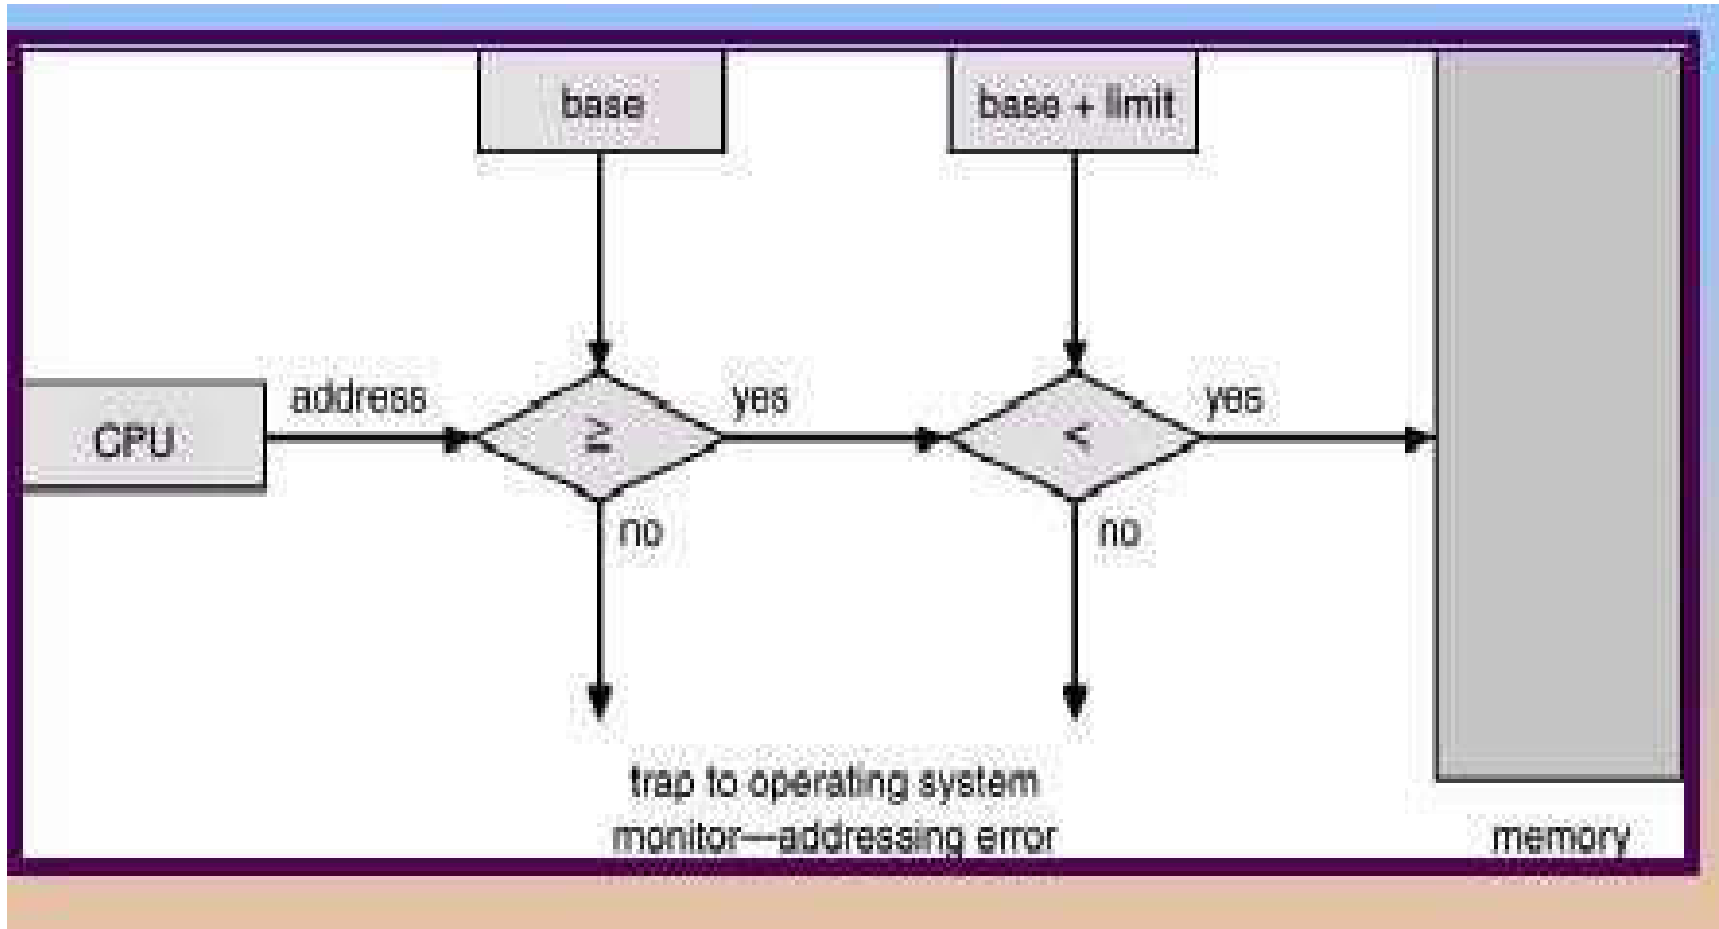 base
base + limit
address
yes
yes
CPU
≥
<
no
no
trap to operating system
monitor—addressing error
memory